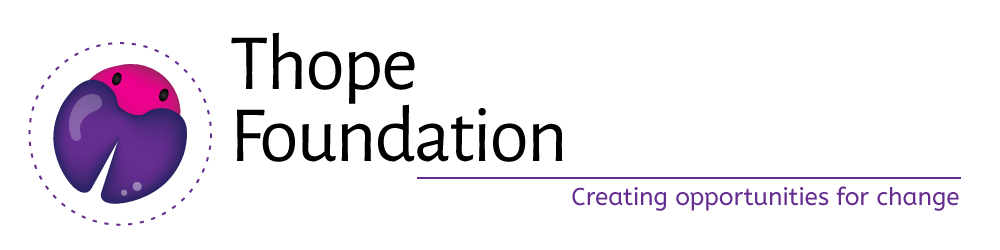 Thope
Foundation
Creating opportunities for change